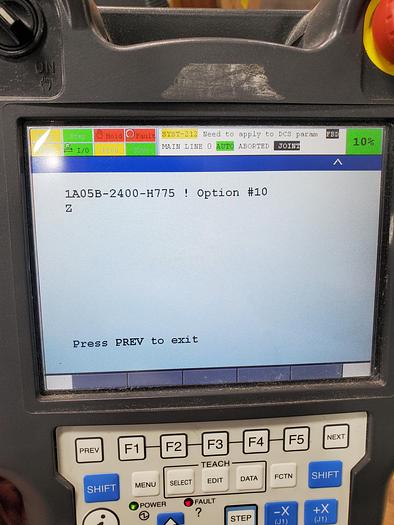 ON
Step
Hold
Fault
SYST-212 Need to apply to DCS param FBD
I/O
MAIN LINE 0 AUTO ABORTED JOINT
10%
1A05B-2400-H775 ! Option #10
Z
Press PREV to exit
PREV F1 F2 F3 F4 F5 NEXT
TEACH
SHIFT MENU SELECT EDIT DATA FCTN SHIFT
POWER FAULT
i ? STEP -X (J1) +X (J1)